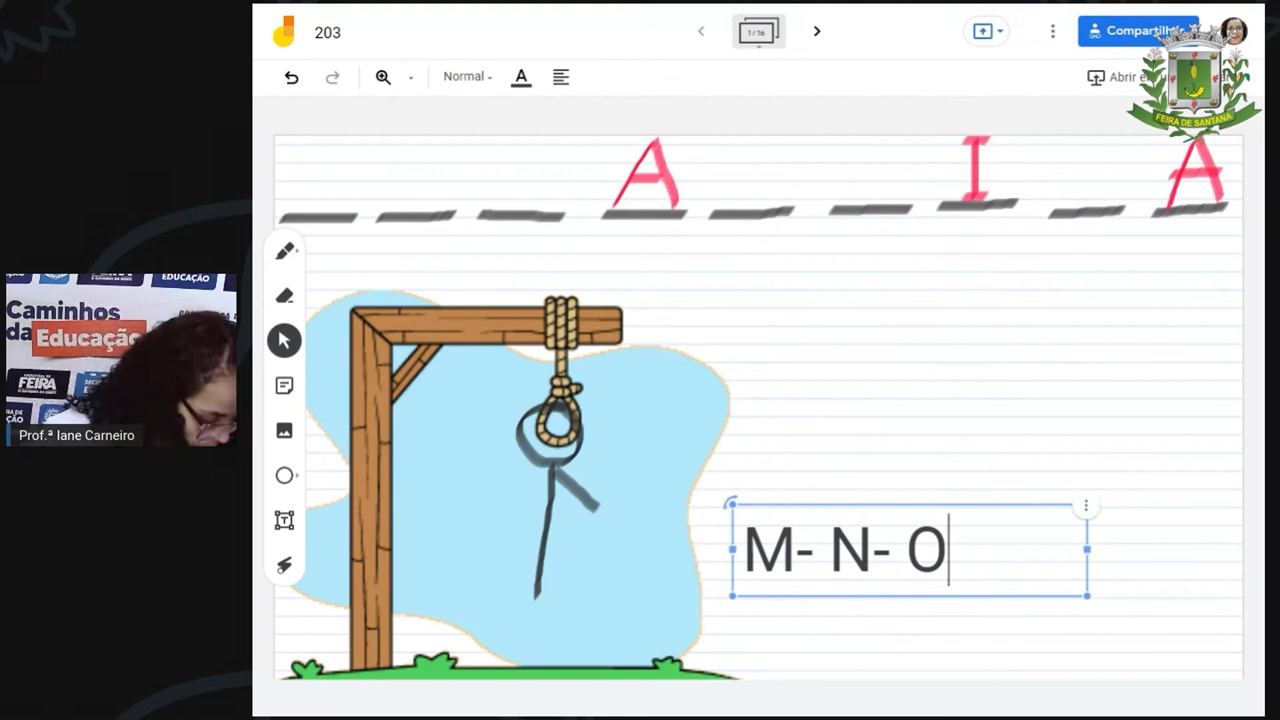 203
1 / 16
Compartilhar
Normal
A
Abrir e
FEIRA DE SANTANA
A I A
EDUCAÇÃO
Caminhos
da Educação
FEIRA
Prof.ª Iane Carneiro
M- N- O